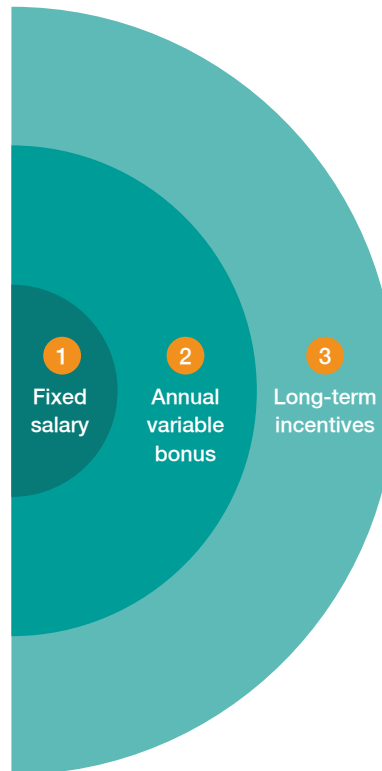 1
Fixed
salary
2
Annual
variable
bonus
3
Long-term
incentives